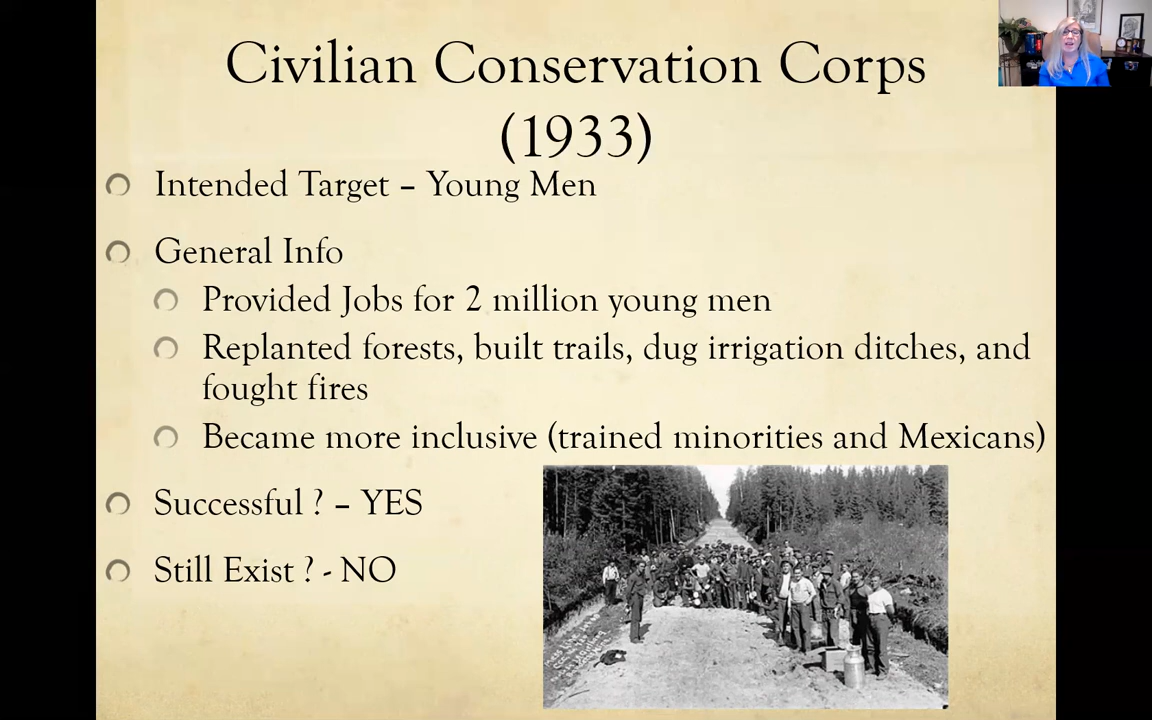 Civilian Conservation Corps
(1933)
Intended Target – Young Men
General Info
Provided Jobs for 2 million young men
Replanted forests, built trails, dug irrigation ditches, and
fought fires
Became more inclusive (trained minorities and Mexicans)
Successful ? – YES
Still Exist ? - NO